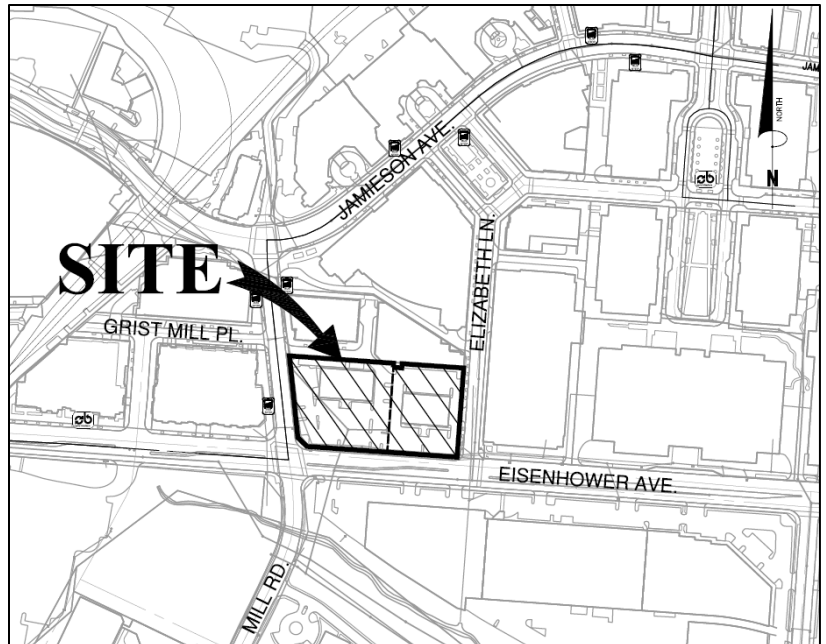 JAMIESON AVE.
JAM
NORTH
N
SITE
ELIZABETH LN.
GRIST MILL PL.
EISENHOWER AVE.
MILL RD.